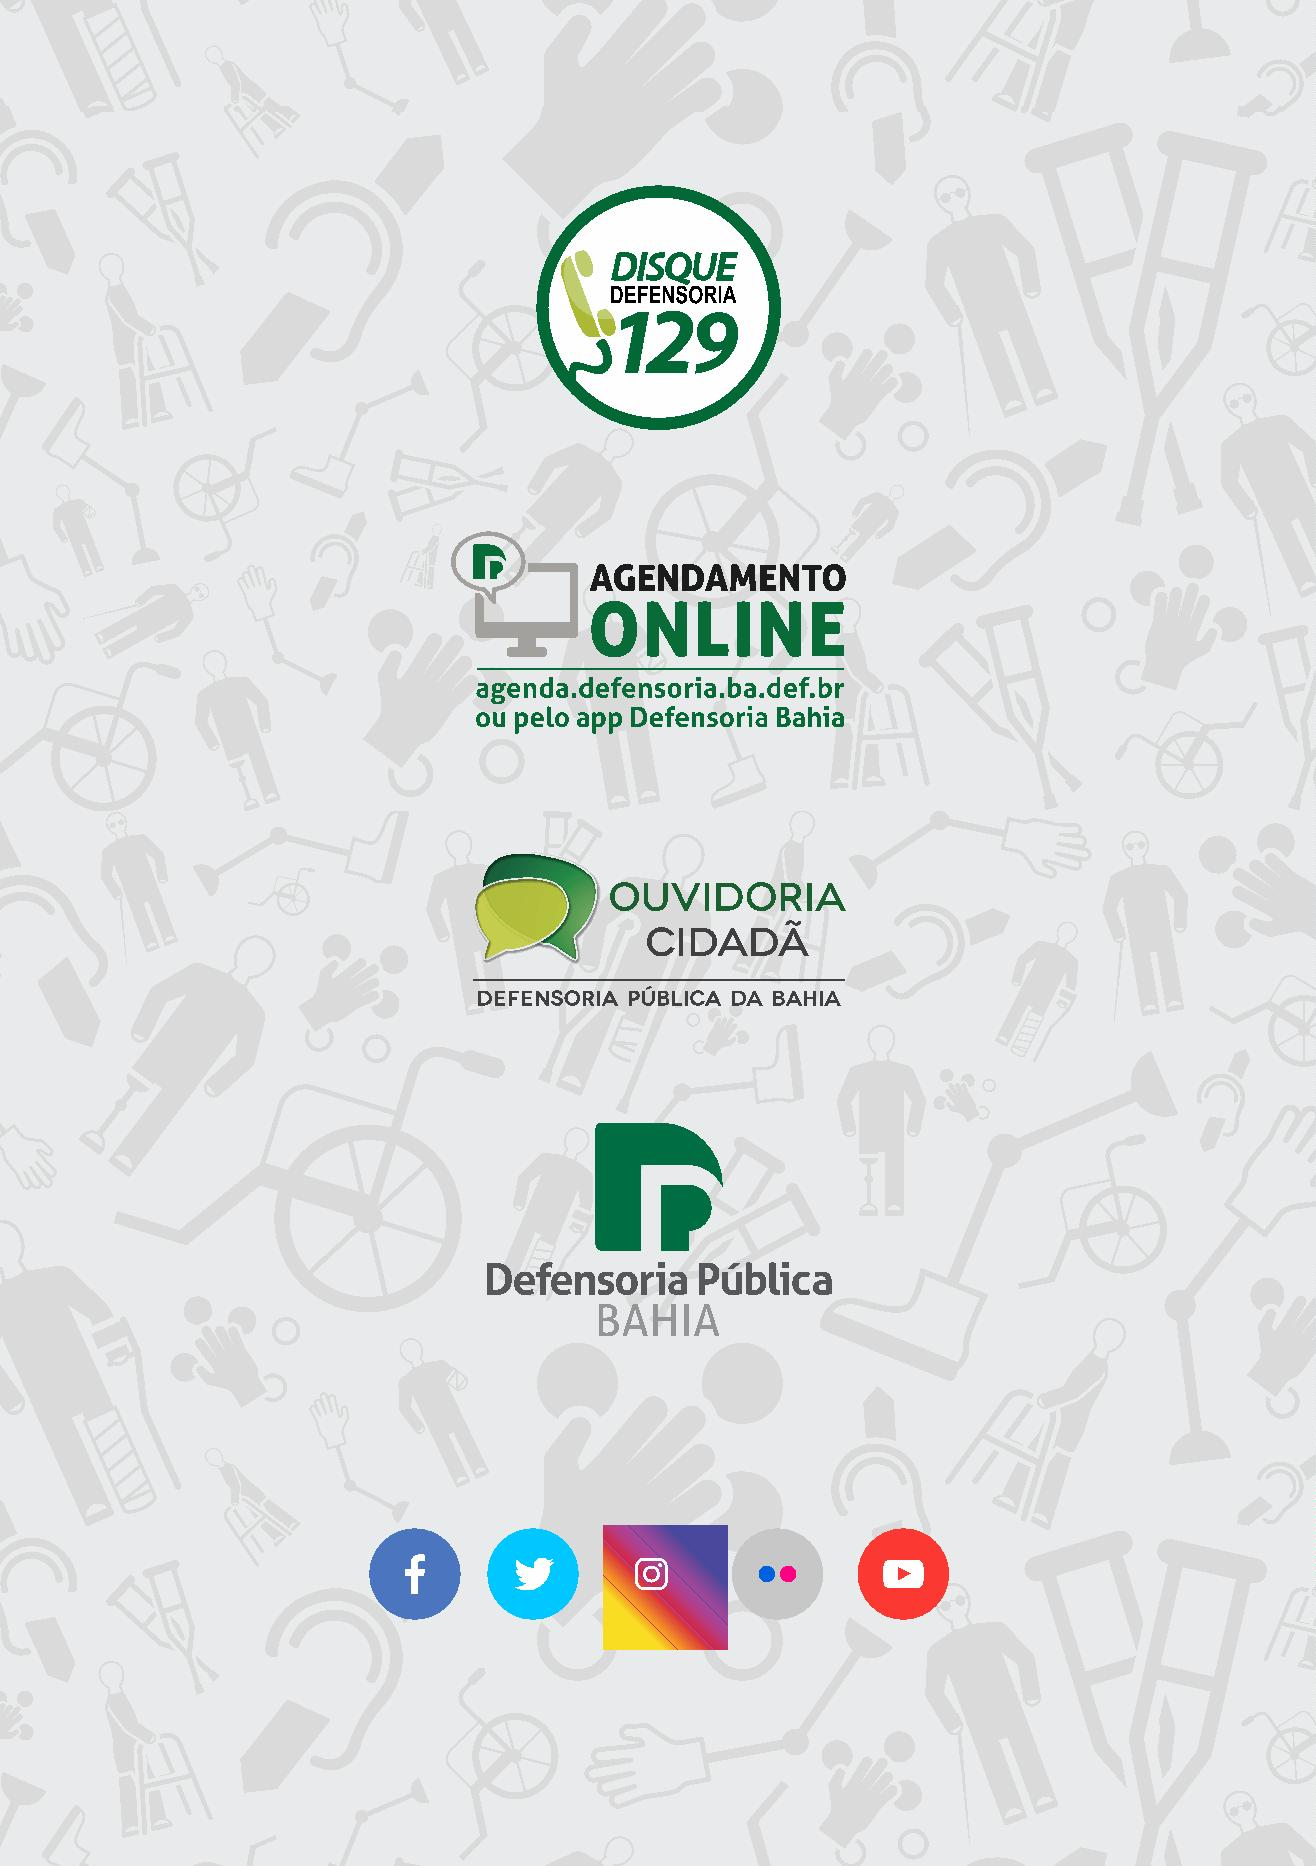 DISQUE
DEFENSORIA
129
AGENDAMENTO
ONLINE
agenda.defensoria.ba.def.br
ou pelo app Defensoria Bahia
OUVIDORIA
CIDADÃ
DEFENSORIA PÚBLICA DA BAHIA
Defensoria Pública
BAHIA